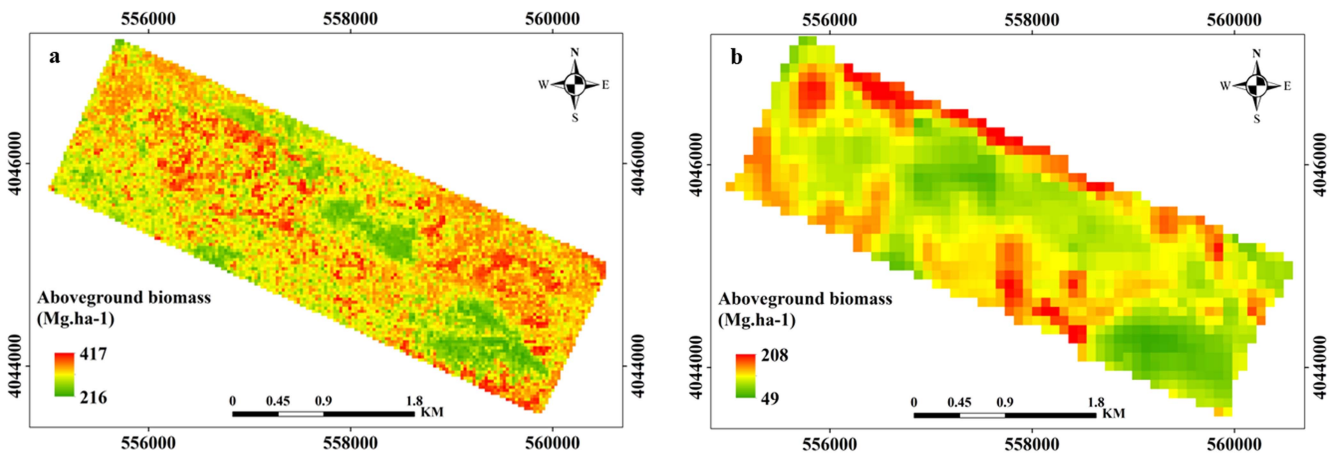 556000 558000 560000
a
N
W E
S
4046000
4044000
Aboveground biomass
(Mg.ha-1)
417
216
0 0.45 0.9 1.8
KM
556000 558000 560000
556000 558000 560000
b
N
W E
S
4046000 4046000
4044000 4044000
Aboveground biomass
(Mg.ha-1)
208
49
0 0.45 0.9 1.8
KM
556000 558000 560000